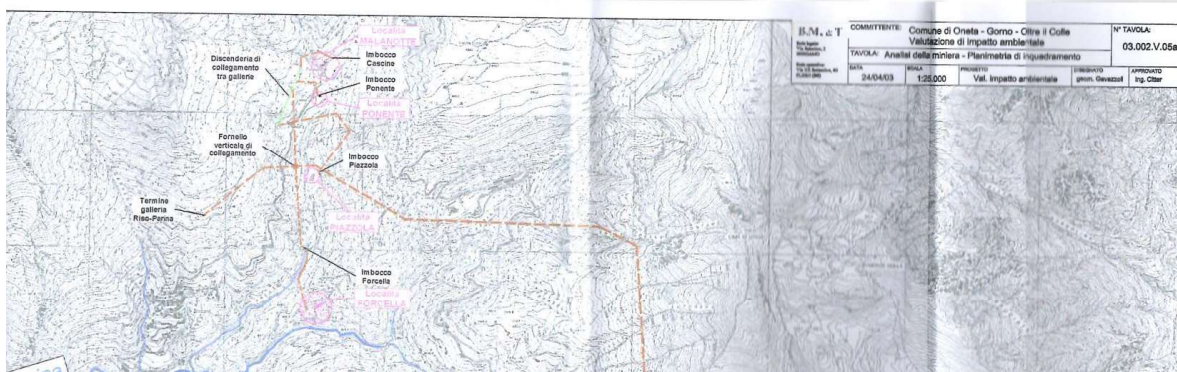 Località
MALANOTTE
Imbocco
Cascine
Discenderia di
collegamento
tra gallerie
Imbocco
Ponente
Località
PONENTE
Fornello
verticale di
collegamento
Imbocco
Piazzola
Termine
galleria
Riso-Parina
Località
PIAZZOLA
Imbocco
Forcella
Località
FORCELLA
B.M. & T
COMMITTENTE: Comune di Oneta - Gorno - Oltre il Colle
Valutazione di impatto ambientale
N° TAVOLA:
03.002.V.05a
TAVOLA: Analisi della miniera - Planimetria di inquadramento
DATA
24/04/03
SCALA
1:25.000
PROGETTO
Val. impatto ambientale
DISEGNATO
geom. Gavazzoli
APPROVATO
ing. Citter